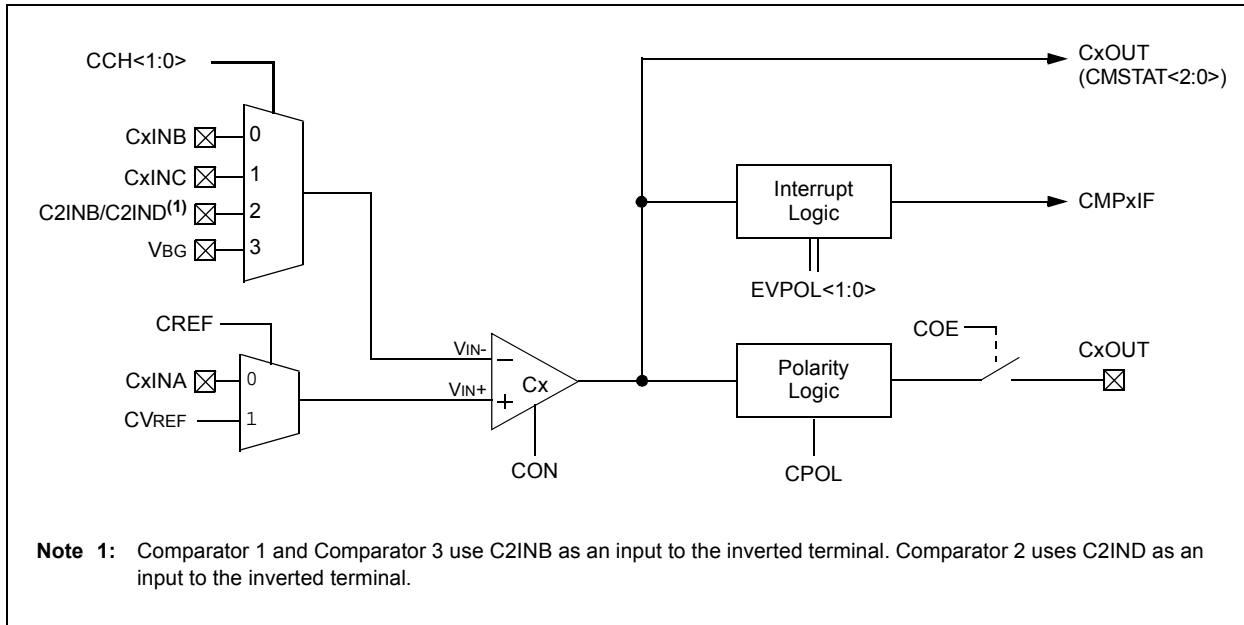 CCH<1:0>
CxINB
0
CxINC
1
C2INB/C2IND(1)
2
VBG
3
CREF
CxINA
0
CVREF
1
VIN-
VIN+
–
+
Cx
CON
CxOUT
(CMSTAT<2:0>)
Interrupt
Logic
CMPxIF
EVPOL<1:0>
COE
CxOUT
Polarity
Logic
CPOL
Note 1: Comparator 1 and Comparator 3 use C2INB as an input to the inverted terminal. Comparator 2 uses C2IND as an
input to the inverted terminal.